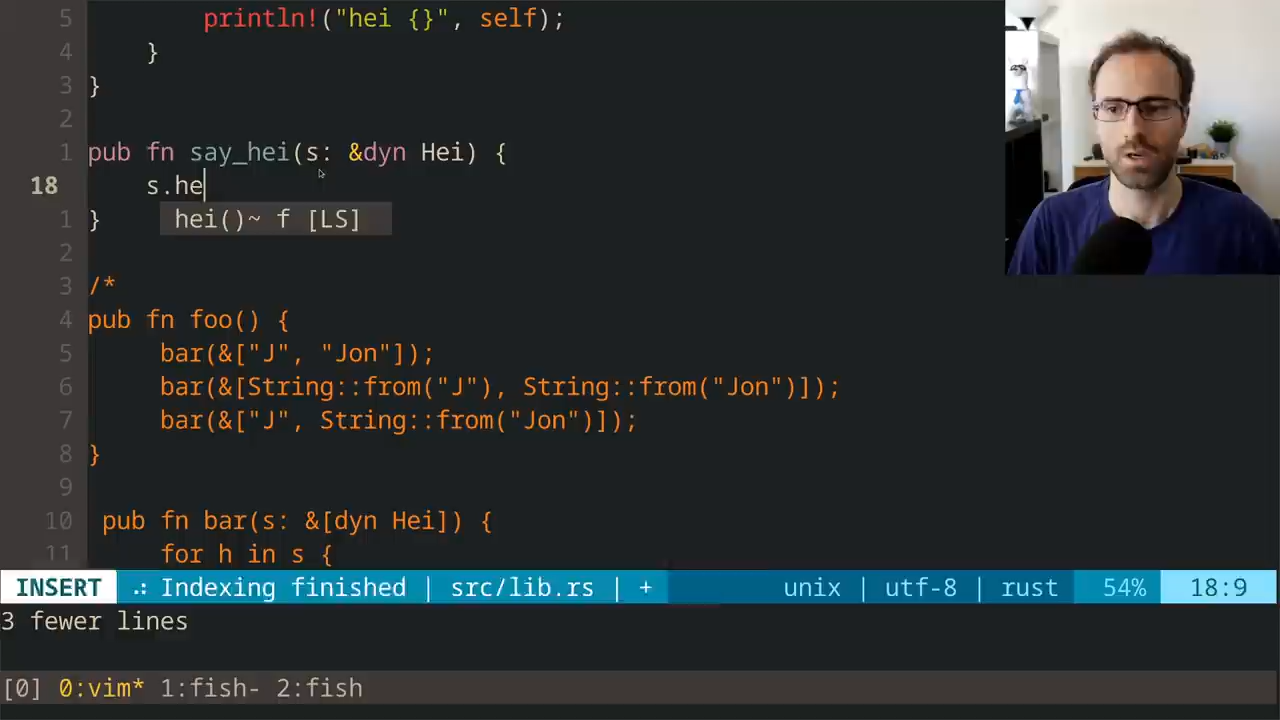 5 println!("hei {}", self);
4 }
3 }
2
1 pub fn say_hei(s: &dyn Hei) {
18 s.he
1 } hei()~ f [LS]
2
3 /*
4 pub fn foo() {
5 bar(&["J", "Jon"]);
6 bar(&[String::from("J"), String::from("Jon")]);
7 bar(&["J", String::from("Jon")]);
8 }
9
10 pub fn bar(s: &[dyn Hei]) {
11 for h in s {
INSERT .: Indexing finished | src/lib.rs | + unix | utf-8 | rust 54% 18:9
3 fewer lines
[0] 0:vim* 1:fish- 2:fish